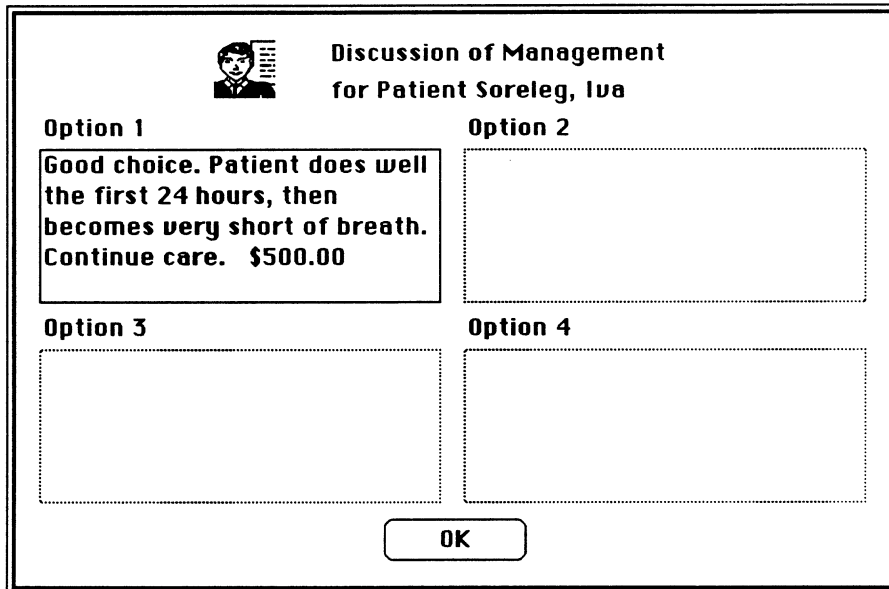 Discussion of Management
for Patient Soreleg, Iva
Option 1
Option 2
Good choice. Patient does well
the first 24 hours, then
becomes very short of breath.
Continue care. $500.00
Option 3
Option 4
OK